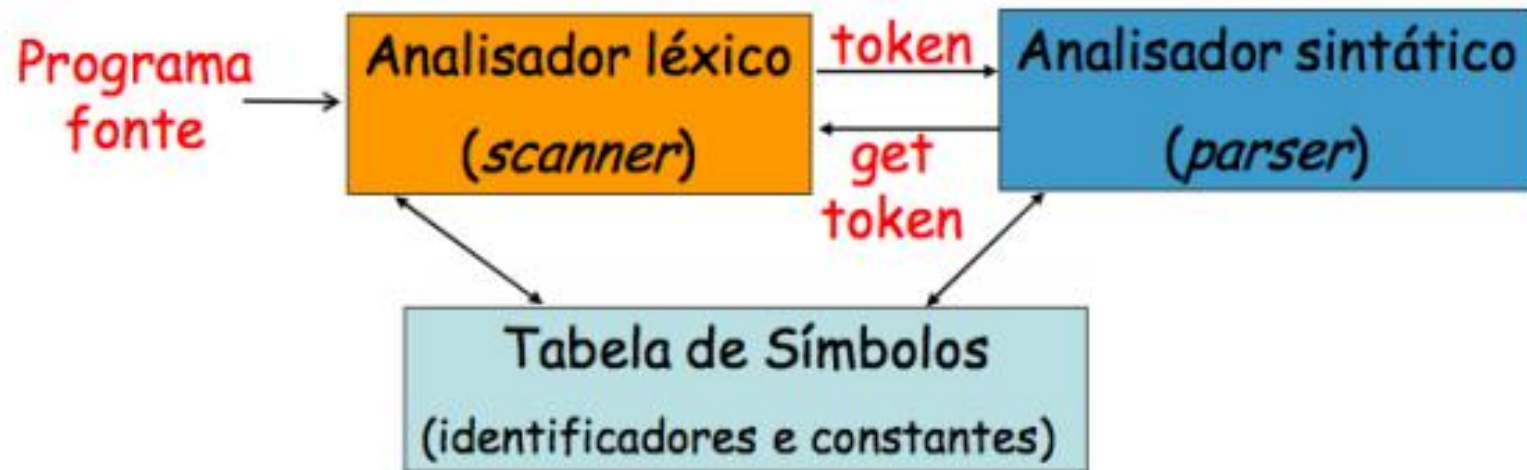 Programa
fonte
Analisador léxico
(scanner)
token
get
token
Analisador sintático
(parser)
Tabela de Símbolos
(identificadores e constantes)